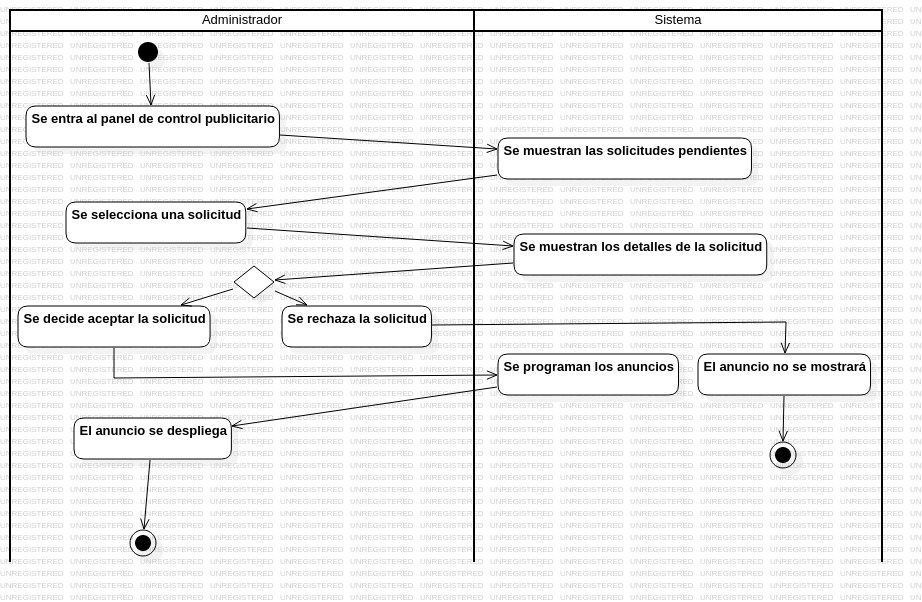 Administrador
Sistema
Se entra al panel de control publicitario
Se muestran las solicitudes pendientes
Se selecciona una solicitud
Se muestran los detalles de la solicitud
Se decide aceptar la solicitud
Se rechaza la solicitud
Se programan los anuncios
El anuncio no se mostrará
El anuncio se despliega
UNREGISTERED